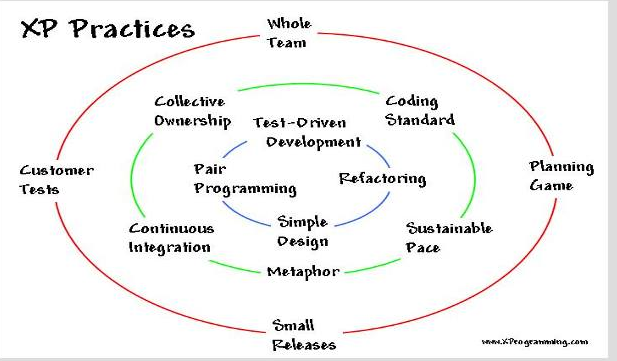 XP Practices
Whole
Team
Collective
Ownership
Coding
Standard
Test-Driven
Development
Customer
Tests
Pair
Programming
Refactoring
Planning
Game
Continuous
Integration
Simple
Design
Sustainable
Pace
Metaphor
Small
Releases
www.XProgramming.com